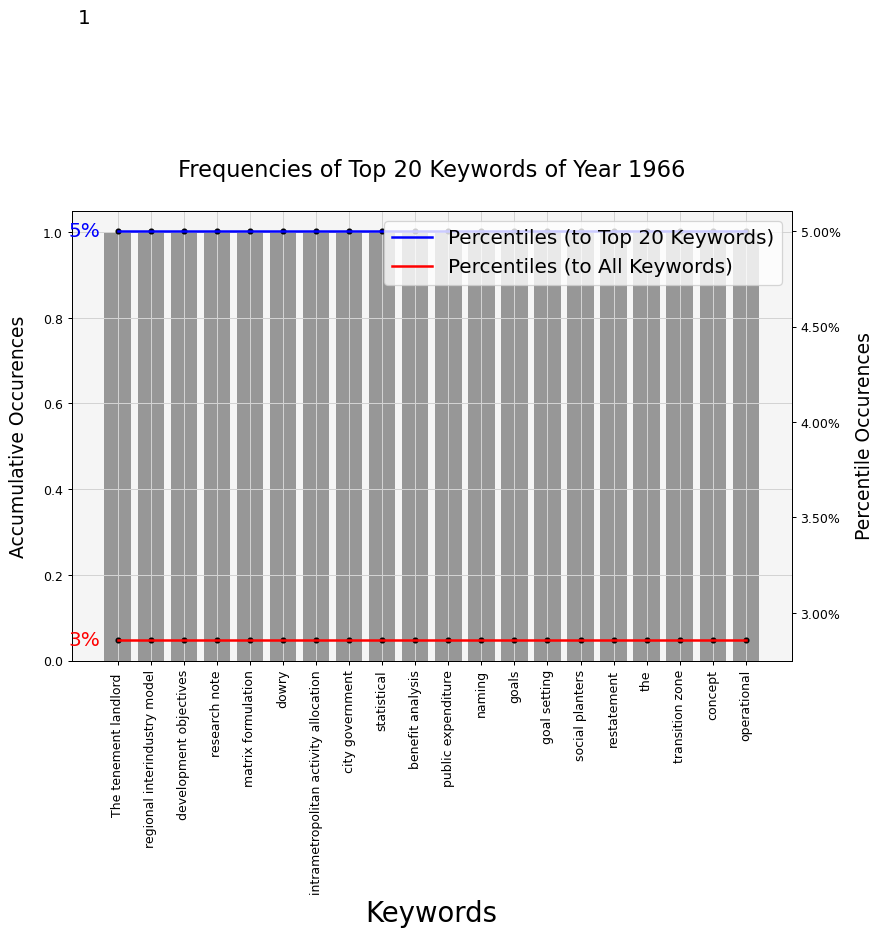 1
Frequencies of Top 20 Keywords of Year 1966
5%
3%
Percentiles (to Top 20 Keywords)
Percentiles (to All Keywords)
Accumulative Occurences
1.0
0.8
0.6
0.4
0.2
0.0
5.00%
4.50%
4.00%
3.50%
3.00%
Percentile Occurences
The tenement landlord
regional interindustry model
development objectives
research note
matrix formulation
dowry
intrametropolitan activity allocation
city government
statistical
benefit analysis
public expenditure
naming
goals
goal setting
social planters
restatement
the
transition zone
concept
operational
Keywords